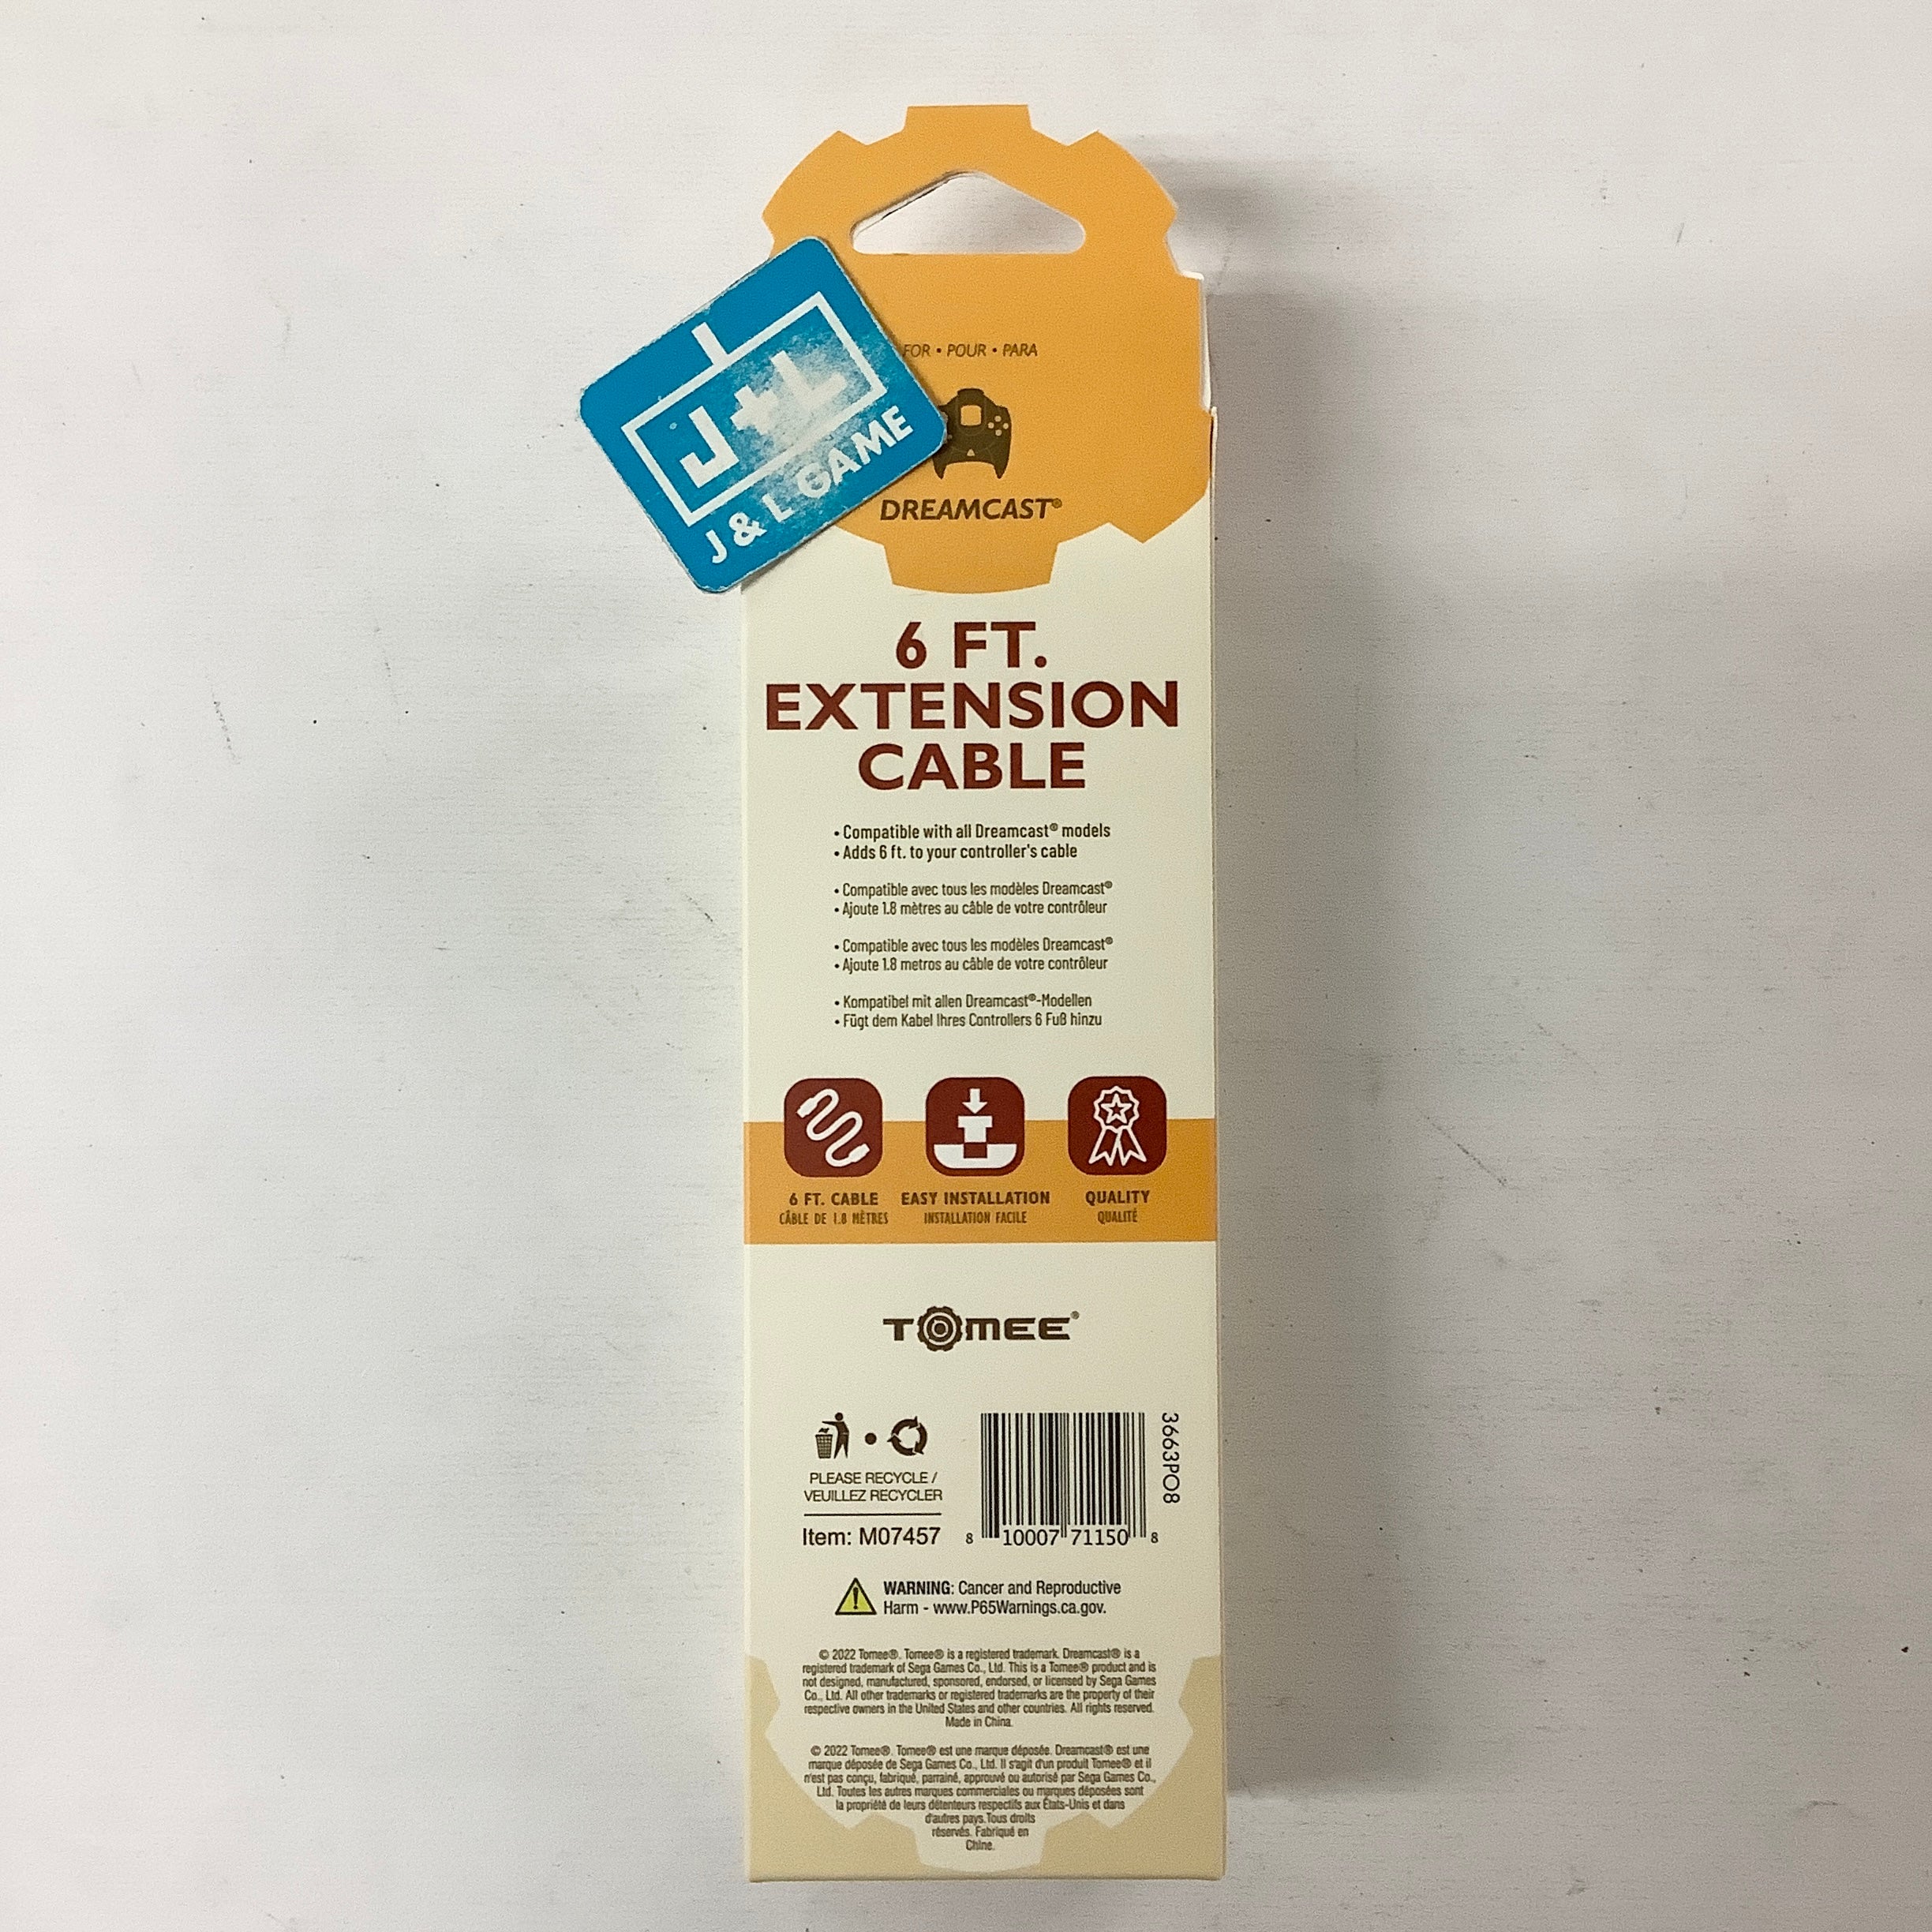 J+L
J & L GAME
FOR • POUR • PARA
DREAMCAST®
6 FT.
EXTENSION
CABLE
• Compatible with all Dreamcast® models
• Adds 6 ft. to your controller's cable
• Compatible avec tous les modèles Dreamcast®
• Ajoute 1.8 mètres au câble de votre contrôleur
• Compatible avec tous les modèles Dreamcast®
• Ajoute 1.8 metros au câble de votre contrôleur
• Kompatibel mit allen Dreamcast®-Modellen
• Fügt dem Kabel Ihres Controllers 6 Fuß hinzu
6 FT. CABLE EASY INSTALLATION QUALITY
CÂBLE DE 1.8 MÈTRES INSTALLATION FACILE QUALITÉ
TOMEE®
PLEASE RECYCLE /
VEUILLEZ RECYCLER
Item: M07457
8 10007 71150 8
3663PO8
WARNING: Cancer and Reproductive
Harm - www.P65Warnings.ca.gov.
© 2022 Tomee®. Tomee® is a registered trademark. Dreamcast® is a
registered trademark of Sega Games Co., Ltd. This is a Tomee® product and is
not designed, manufactured, sponsored, endorsed, or licensed by Sega Games
Co., Ltd. All other trademarks or registered trademarks are the property of their
respective owners in the United States and other countries. All rights reserved.
Made in China.
© 2022 Tomee®. Tomee® est une marque déposée. Dreamcast® est une
marque déposée de Sega Games Co., Ltd. Il s'agit d'un produit Tomee® et il
n'est pas conçu, fabriqué, parrainé, approuvé ou autorisé par Sega Games Co.,
Ltd. Toutes les autres marques commerciales ou marques déposées sont
la propriété de leurs détenteurs respectifs aux États-Unis et dans
d'autres pays.Tous droits
réservés. Fabriqué en
Chine.